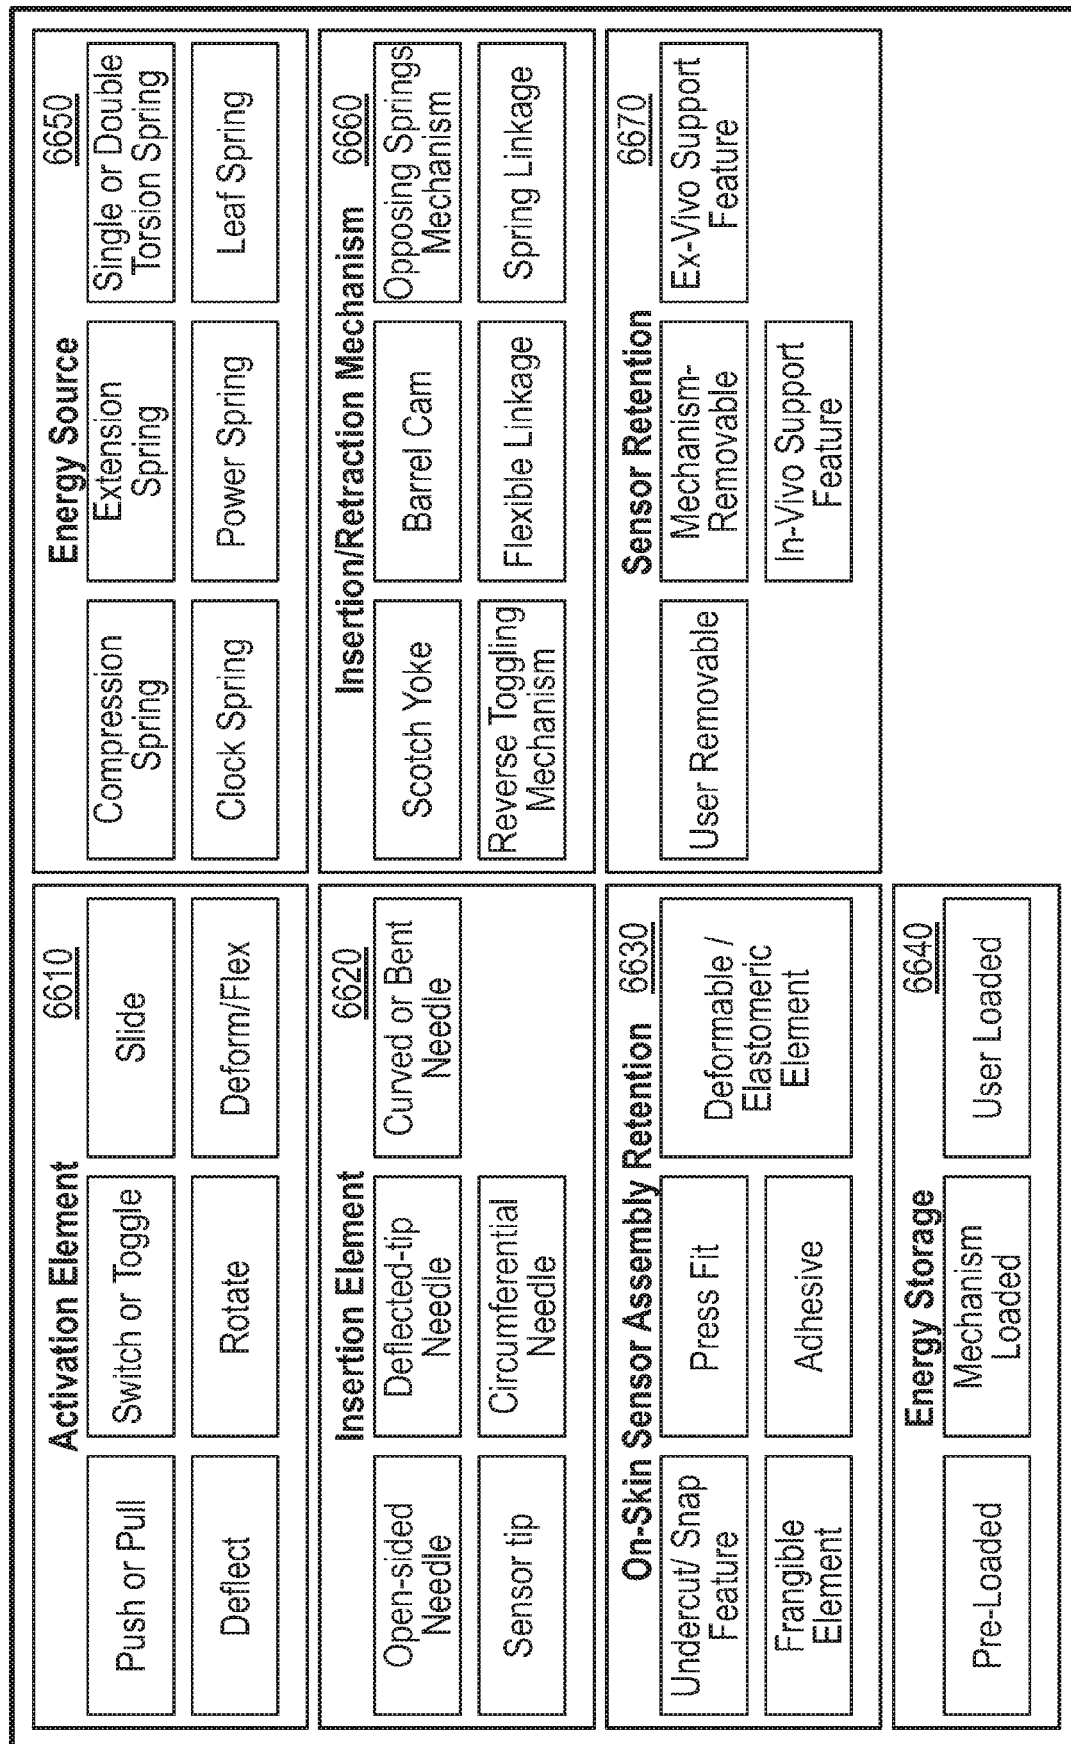 Activation Element 6610
Push or Pull
Switch or Toggle
Slide
Deflect
Rotate
Deform/Flex
Insertion Element 6620
Open-sided
Needle
Deflected-tip
Needle
Curved or Bent
Needle
Sensor tip
Circumferential
Needle
On-Skin Sensor Assembly Retention 6630
Undercut/ Snap
Feature
Press Fit
Deformable /
Elastomeric
Element
Frangible
Element
Adhesive
Energy Storage 6640
Pre-Loaded
Mechanism
Loaded
User Loaded
Energy Source 6650
Compression
Spring
Extension
Spring
Single or Double
Torsion Spring
Clock Spring
Power Spring
Leaf Spring
Insertion/Retraction Mechanism 6660
Scotch Yoke
Barrel Cam
Opposing Springs
Mechanism
Reverse Toggling
Mechanism
Flexible Linkage
Spring Linkage
Sensor Retention 6670
User Removable
Mechanism-
Removable
Ex-Vivo Support
Feature
In-Vivo Support
Feature